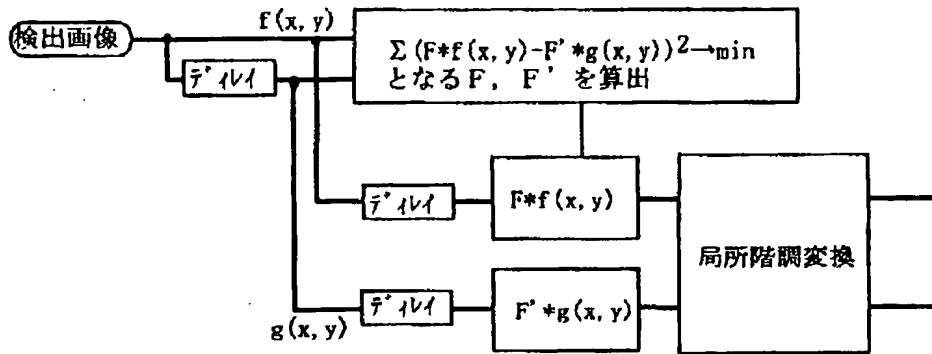 f(x, y)
検出画像
Σ(F*f(x, y)-F'*g(x, y))²→min
となるF, F'を算出
ディレイ
ディレイ
F*f(x, y)
局所階調変換
ディレイ
F'*g(x, y)
g(x, y)